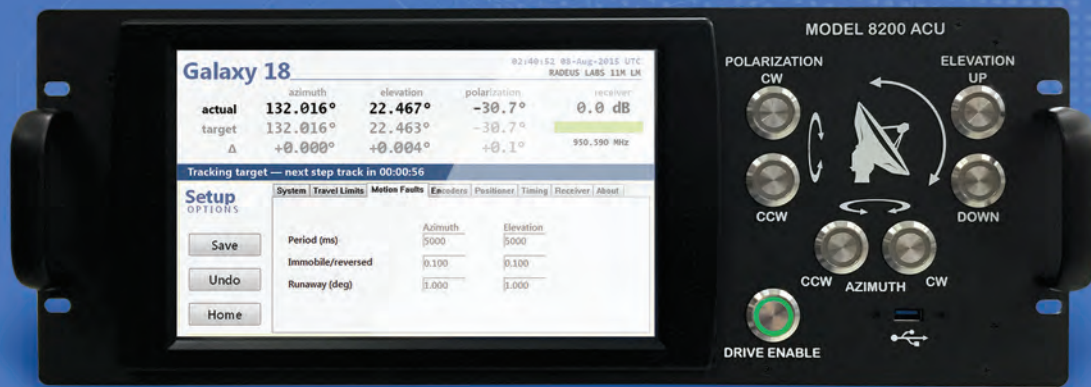 MODEL 8200 ACU
Galaxy 18
02:40:52 08-Aug-2015 UTC
RADEUS LABS 11M LM
azimuth elevation polarization receiver
actual 132.016° 22.467° -30.7° 0.0 dB
target 132.016° 22.463° -30.7°
Δ +0.000° +0.004° +0.1° 950.590 MHz
Tracking target — next step track in 00:00:56
Setup
OPTIONS
System Travel Limits Motion Faults Encoders Positioner Timing Receiver About
Azimuth Elevation
Period (ms) 5000 5000
Immobile/reversed 0.100 0.100
Runaway (deg) 1.000 1.000
Save
Undo
Home
POLARIZATION
CW
CCW
ELEVATION
UP
DOWN
CCW AZIMUTH CW
DRIVE ENABLE